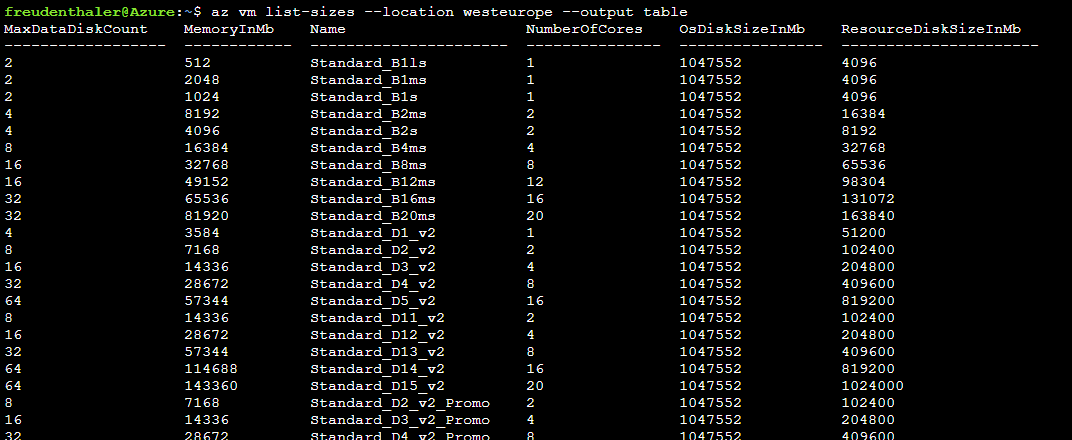 freudenthaler@Azure:~$ az vm list-sizes --location westeurope --output table
MaxDataDiskCount MemoryInMb Name NumberOfCores OsDiskSizeInMb ResourceDiskSizeInMb
------------------ ------------ ---------------------- --------------- ---------------- ----------------------
2 512 Standard_B1ls 1 1047552 4096
2 2048 Standard_B1ms 1 1047552 4096
2 1024 Standard_B1s 1 1047552 4096
4 8192 Standard_B2ms 2 1047552 16384
4 4096 Standard_B2s 2 1047552 8192
8 16384 Standard_B4ms 4 1047552 32768
16 32768 Standard_B8ms 8 1047552 65536
16 49152 Standard_B12ms 12 1047552 98304
32 65536 Standard_B16ms 16 1047552 131072
32 81920 Standard_B20ms 20 1047552 163840
4 3584 Standard_D1_v2 1 1047552 51200
8 7168 Standard_D2_v2 2 1047552 102400
16 14336 Standard_D3_v2 4 1047552 204800
32 28672 Standard_D4_v2 8 1047552 409600
64 57344 Standard_D5_v2 16 1047552 819200
8 14336 Standard_D11_v2 2 1047552 102400
16 28672 Standard_D12_v2 4 1047552 204800
32 57344 Standard_D13_v2 8 1047552 409600
64 114688 Standard_D14_v2 16 1047552 819200
64 143360 Standard_D15_v2 20 1047552 1024000
8 7168 Standard_D2_v2_Promo 2 1047552 102400
16 14336 Standard_D3_v2_Promo 4 1047552 204800
32 28672 Standard_D4_v2_Promo 8 1047552 409600